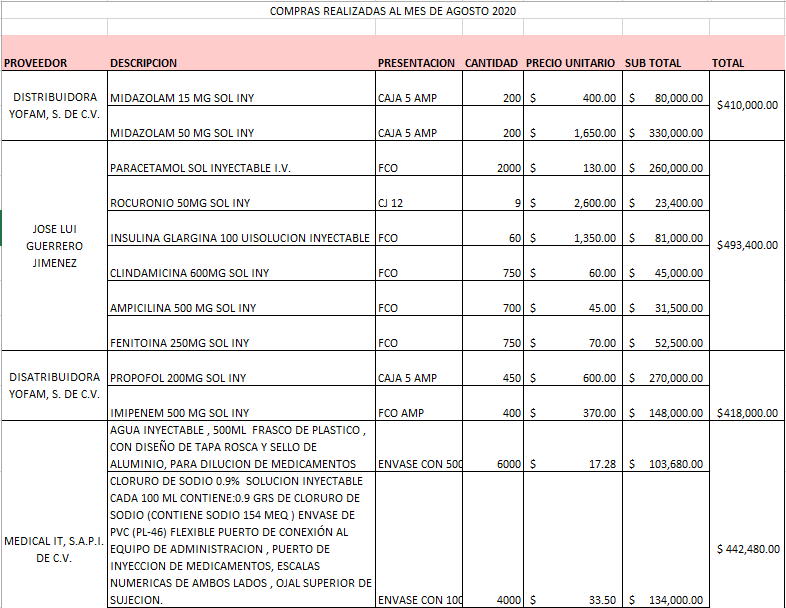 COMPRAS REALIZADAS AL MES DE AGOSTO 2020
PROVEEDOR DESCRIPCION PRESENTACION CANTIDAD PRECIO UNITARIO SUB TOTAL TOTAL
DISTRIBUIDORA YOFAM, S. DE C.V.
MIDAZOLAM 15 MG SOL INY CAJA 5 AMP 200 $ 400.00 $ 80,000.00
$410,000.00
MIDAZOLAM 50 MG SOL INY CAJA 5 AMP 200 $ 1,650.00 $ 330,000.00
JOSE LUI
GUERRERO
JIMENEZ
PARACETAMOL SOL INYECTABLE I.V. FCO 2000 $ 130.00 $ 260,000.00
ROCURONIO 50MG SOL INY CJ 12 9 $ 2,600.00 $ 23,400.00
INSULINA GLARGINA 100 UISOLUCION INYECTABLE FCO 60 $ 1,350.00 $ 81,000.00
$493,400.00
CLINDAMICINA 600MG SOL INY FCO 750 $ 60.00 $ 45,000.00
AMPICILINA 500 MG SOL INY FCO 700 $ 45.00 $ 31,500.00
FENITOINA 250MG SOL INY FCO 750 $ 70.00 $ 52,500.00
DISATRIBUIDORA
YOFAM, S. DE C.V.
PROPOFOL 200MG SOL INY CAJA 5 AMP 450 $ 600.00 $ 270,000.00
IMIPENEM 500 MG SOL INY FCO AMP 400 $ 370.00 $ 148,000.00 $418,000.00
MEDICAL IT, S.A.P.I.
DE C.V.
AGUA INYECTABLE , 500ML FRASCO DE PLASTICO ,
CON DISEÑO DE TAPA ROSCA Y SELLO DE
ALUMINIO, PARA DILUCION DE MEDICAMENTOS ENVASE CON 500 6000 $ 17.28 $ 103,680.00
CLORURO DE SODIO 0.9% SOLUCION INYECTABLE
CADA 100 ML CONTIENE:0.9 GRS DE CLORURO DE
SODIO (CONTIENE SODIO 154 MEQ ) ENVASE DE
PVC (PL-46) FLEXIBLE PUERTO DE CONEXIÓN AL
EQUIPO DE ADMINISTRACION , PUERTO DE
INYECCION DE MEDICAMENTOS, ESCALAS
NUMERICAS DE AMBOS LADOS , OJAL SUPERIOR DE
SUJECION. ENVASE CON 100 4000 $ 33.50 $ 134,000.00
$ 442,480.00